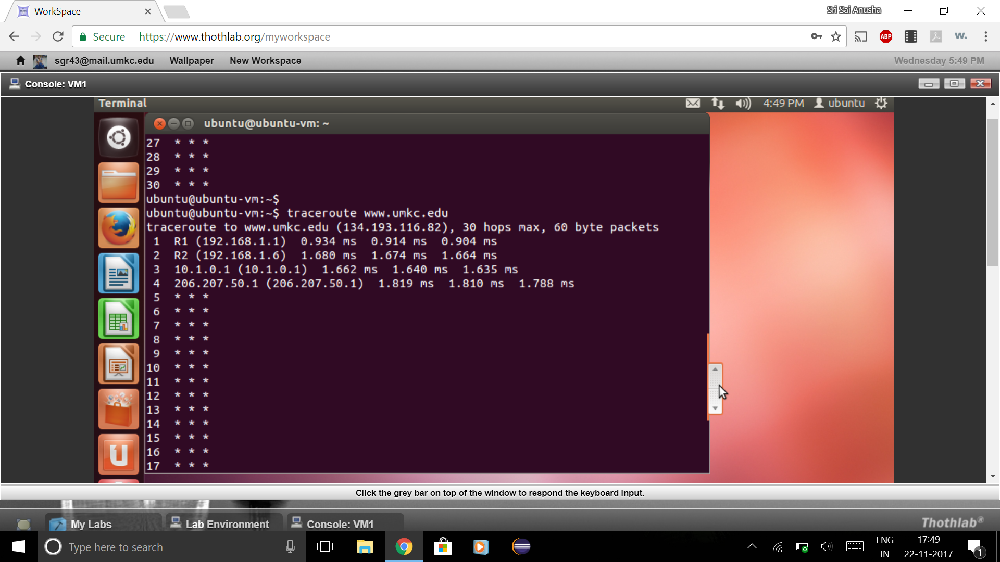 WorkSpace
Sri Sai Anusha
Secure https://www.thothlab.org/myworkspace
ABP
W.
sgr43@mail.umkc.edu Wallpaper New Workspace Wednesday 5:49 PM
Console: VM1
Terminal 4:49 PM ubuntu
ubuntu@ubuntu-vm: ~
27 * * *
28 * * *
29 * * *
30 * * *
ubuntu@ubuntu-vm:~$
ubuntu@ubuntu-vm:~$ traceroute www.umkc.edu
traceroute to www.umkc.edu (134.193.116.82), 30 hops max, 60 byte packets
1 R1 (192.168.1.1) 0.934 ms 0.914 ms 0.904 ms
2 R2 (192.168.1.6) 1.680 ms 1.674 ms 1.664 ms
3 10.1.0.1 (10.1.0.1) 1.662 ms 1.640 ms 1.635 ms
4 206.207.50.1 (206.207.50.1) 1.819 ms 1.810 ms 1.788 ms
5 * * *
6 * * *
7 * * *
8 * * *
9 * * *
10 * * *
11 * * *
12 * * *
13 * * *
14 * * *
15 * * *
16 * * *
17 * * *
Click the grey bar on top of the window to respond the keyboard input.
My Labs Lab Environment Console: VM1 Thothlab®
Type here to search
ENG 17:49
IN 22-11-2017 1